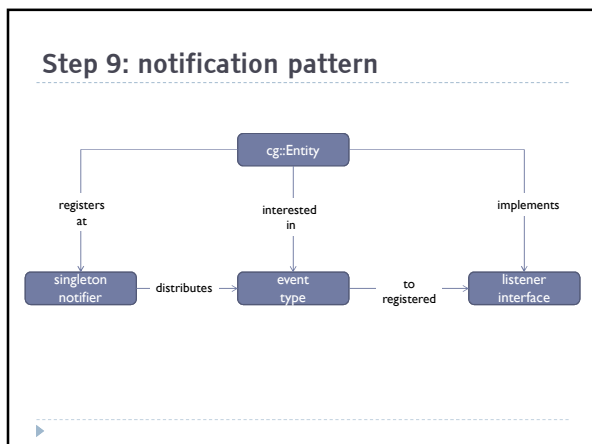 Step 9: notification pattern
cg::Entity
registers
at
interested
in
implements
singleton
notifier
distributes
event
type
to
registered
listener
interface